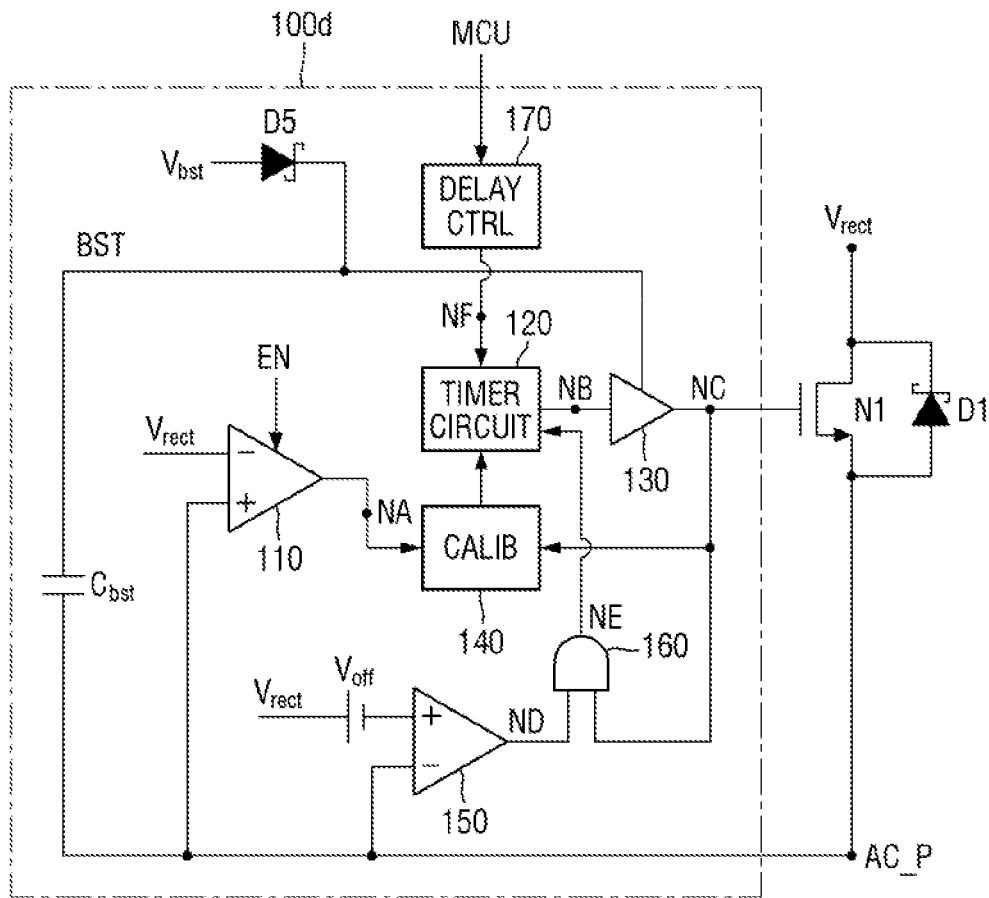 100d
MCU
D5
Vbst
170
DELAY
CTRL
Vrect
BST
NF
120
EN
TIMER
CIRCUIT
NB
NC
N1
D1
130
Vrect
−
+
110
NA
CALIB
140
Cbst
NE
160
Voff
Vrect
+
−
ND
150
AC_P